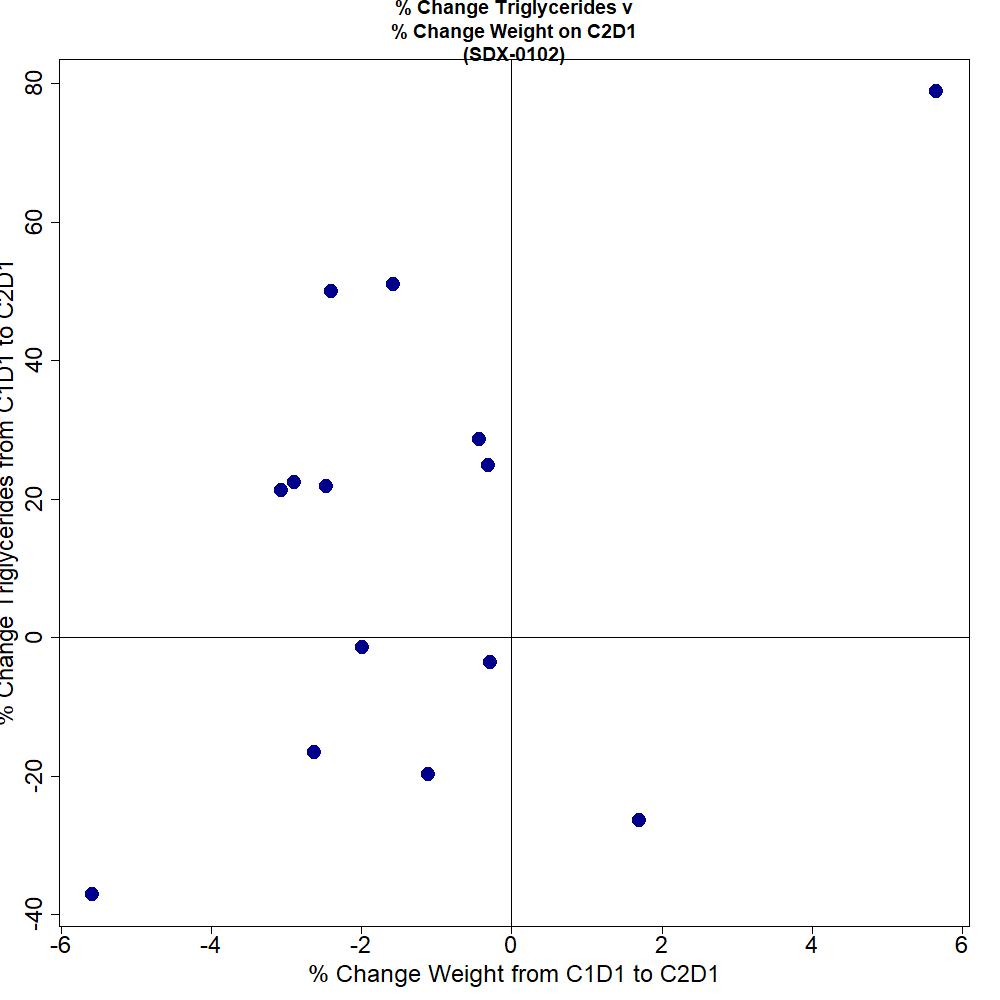 % Change Triglycerides v
% Change Weight on C2D1
(SDX-0102)
% Change Triglycerides from C1D1 to C2D1
80
60
40
20
0
-20
-40
-6
-4
-2
0
2
4
6
% Change Weight from C1D1 to C2D1